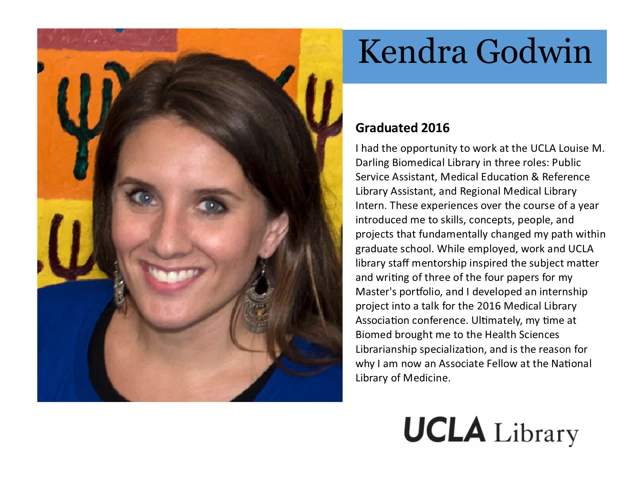 Kendra Godwin
Graduated 2016
I had the opportunity to work at the UCLA Louise M.
Darling Biomedical Library in three roles: Public
Service Assistant, Medical Education & Reference
Library Assistant, and Regional Medical Library
Intern. These experiences over the course of a year
introduced me to skills, concepts, people, and
projects that fundamentally changed my path within
graduate school. While employed, work and UCLA
library staff mentorship inspired the subject matter
and writing of three of the four papers for my
Master's portfolio, and I developed an internship
project into a talk for the 2016 Medical Library
Association conference. Ultimately, my time at
Biomed brought me to the Health Sciences
Librarianship specialization, and is the reason for
why I am now an Associate Fellow at the National
Library of Medicine.
UCLA Library